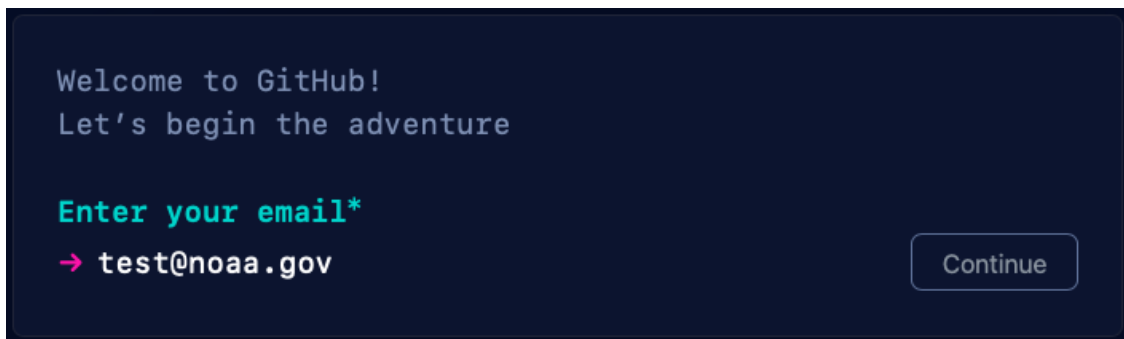 Welcome to GitHub!
Let’s begin the adventure
Enter your email*
→ test@noaa.gov
Continue